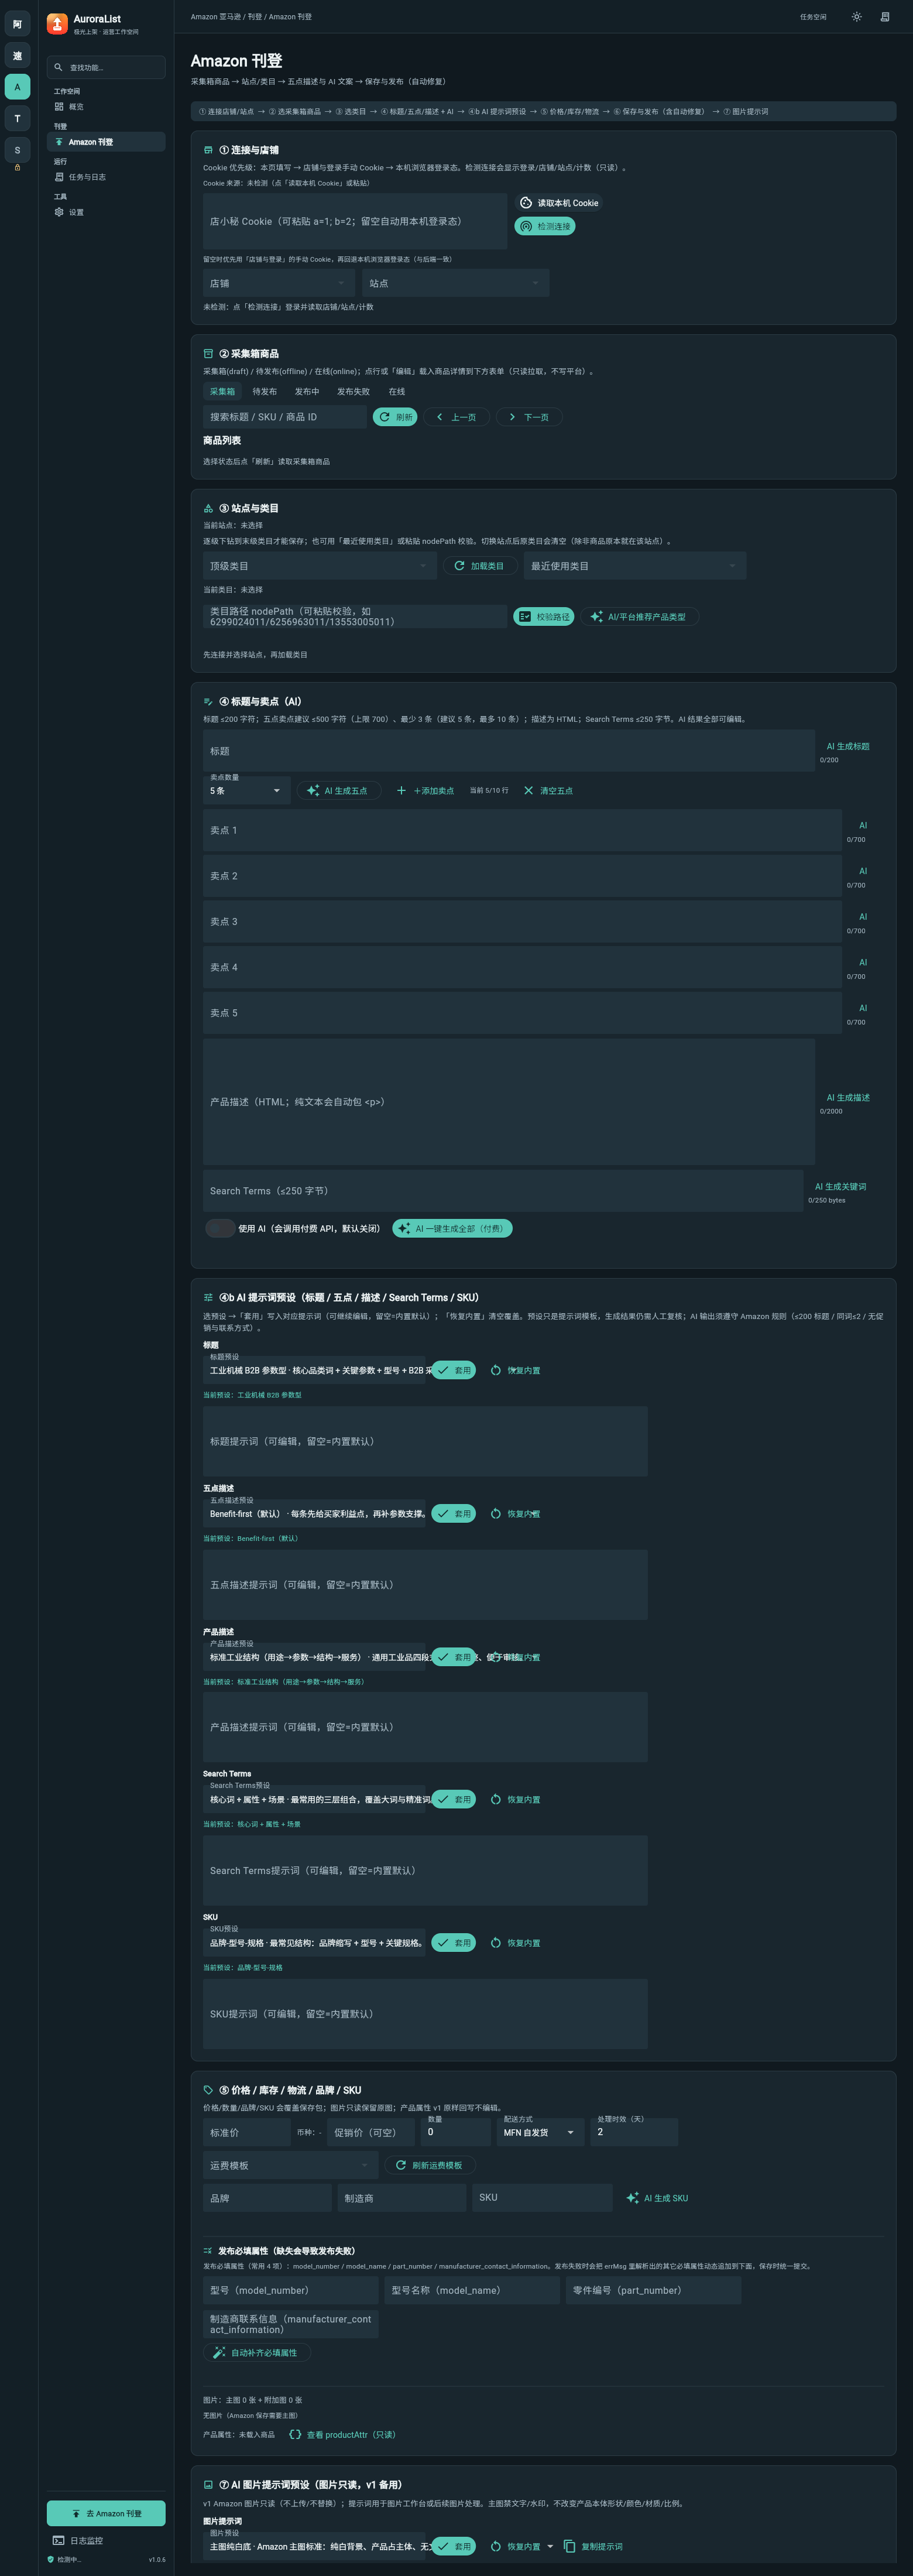 阿
速
A
T
S
AuroraList
极光上架 · 运营工作空间
查找功能...
工作空间
概览
刊登
Amazon 刊登
运行
任务与日志
工具
设置
去 Amazon 刊登
日志监控
检测中...
v1.0.6
Amazon 亚马逊 / 刊登 / Amazon 刊登
任务空间
Amazon 刊登
采集箱商品 → 站点/类目 → 五点描述与 AI 文案 → 保存与发布（自动修复）
① 连接店铺/站点 → ② 选采集箱商品 → ③ 选类目 → ④ 标题/五点/描述 + AI → ④b AI 提示词预设 → ⑤ 价格/库存/物流 → ⑥ 保存与发布（含自动修复） → ⑦ 图片提示词
① 连接与店铺
Cookie 优先级：本页填写 → 店铺与登录手动 Cookie → 本机浏览器登录态。检测连接会显示登录/店铺/站点/计数（只读）。
Cookie 来源：未检测（点「读取本机 Cookie」或粘贴）
店小秘 Cookie（可粘贴 a=1; b=2；留空自动用本机登录态）
读取本机 Cookie
检测连接
留空时优先用「店铺与登录」的手动 Cookie，再回退本机浏览器登录态（与后端一致）
店铺
站点
未检测：点「检测连接」登录并读取店铺/站点/计数
② 采集箱商品
采集箱(draft) / 待发布(offline) / 在线(online)；点行或「编辑」载入商品详情到下方表单（只读拉取，不写平台）。
采集箱
待发布
发布中
发布失败
在线
搜索标题 / SKU / 商品 ID
刷新
上一页
下一页
商品列表
选择状态后点「刷新」读取采集箱商品
③ 站点与类目
当前站点：未选择
逐级下钻到末级类目才能保存；也可用「最近使用类目」或粘贴 nodePath 校验。切换站点后原类目会清空（除非商品原本就在该站点）。
顶级类目
加载类目
最近使用类目
当前类目：未选择
类目路径 nodePath（可粘贴校验，如
6299024011/6256963011/13553005011）
校验路径
AI/平台推荐产品类型
先连接并选择站点，再加载类目
④ 标题与卖点（AI）
标题 ≤200 字符；五点卖点建议 ≤500 字符（上限 700）、最少 3 条（建议 5 条，最多 10 条）；描述为 HTML；Search Terms ≤250 字节。AI 结果全部可编辑。
标题
AI 生成标题
0/200
卖点数量
5 条
AI 生成五点
+添加卖点
当前 5/10 行
清空五点
卖点 1
AI
0/700
卖点 2
AI
0/700
卖点 3
AI
0/700
卖点 4
AI
0/700
卖点 5
AI
0/700
产品描述（HTML；纯文本会自动包 <p>）
AI 生成描述
0/2000
Search Terms（≤250 字节）
AI 生成关键词
0/250 bytes
使用 AI（会调用付费 API，默认关闭）
AI 一键生成全部（付费）
④b AI 提示词预设（标题 / 五点 / 描述 / Search Terms / SKU）
选预设 →「套用」写入对应提示词（可继续编辑，留空=内置默认）；「恢复内置」清空覆盖。预设只是提示词模板，生成结果仍需人工复核；AI 输出须遵守 Amazon 规则（≤200 标题 / 同词≤2 / 无促
销与联系方式）。
标题
标题预设
工业机械 B2B 参数型 · 核心品类词 + 关键参数 + 型号 + B2B 采
套用
恢复内置
当前预设：工业机械 B2B 参数型
标题提示词（可编辑，留空=内置默认）
五点描述
五点描述预设
Benefit-first（默认） · 每条先给买家利益点，再补参数支撑。
套用
恢复内置
当前预设：Benefit-first（默认）
五点描述提示词（可编辑，留空=内置默认）
产品描述
产品描述预设
标准工业结构（用途→参数→结构→服务） · 通用工业品四段
套用
当前预设：标准工业结构（用途→参数→结构→服务）
产品描述提示词（可编辑，留空=内置默认）
Search Terms
Search Terms预设
核心词 + 属性 + 场景 · 最常用的三层组合，覆盖大词与精准词
套用
恢复内置
当前预设：核心词 + 属性 + 场景
Search Terms提示词（可编辑，留空=内置默认）
SKU
SKU预设
品牌-型号-规格 · 最常见结构：品牌缩写 + 型号 + 关键规格。
套用
恢复内置
当前预设：品牌-型号-规格
SKU提示词（可编辑，留空=内置默认）
⑤ 价格 / 库存 / 物流 / 品牌 / SKU
价格/数量/品牌/SKU 会覆盖保存包；图片只读保留原图；产品属性 v1 原样回写不编辑。
标准价
币种：-
促销价（可空）
数量
0
配送方式
MFN 自发货
处理时效（天）
2
运费模板
刷新运费模板
品牌
制造商
SKU
AI 生成 SKU
发布必填属性（缺失会导致发布失败）
发布必填属性（常用 4 项）：model_number / model_name / part_number / manufacturer_contact_information。发布失败时会把 errMsg 里解析出的其它必填属性动态追加到下面，保存时统一提交。
型号（model_number）
型号名称（model_name）
零件编号（part_number）
制造商联系信息（manufacturer_cont
act_information）
自动补齐必填属性
图片：主图 0 张 + 附加图 0 张
无图片（Amazon 保存需要主图）
产品属性：未载入商品
查看 productAttr（只读）
⑦ AI 图片提示词预设（图片只读，v1 备用）
v1 Amazon 图片只读（不上传/不替换）；提示词用于图片工作台或后续图片处理。主图禁文字/水印，不改变产品本体形状/颜色/材质/比例。
图片提示词
图片预设
主图纯白底 · Amazon 主图标准：纯白背景、产品占主体、无
套用
恢复内置
复制提示词